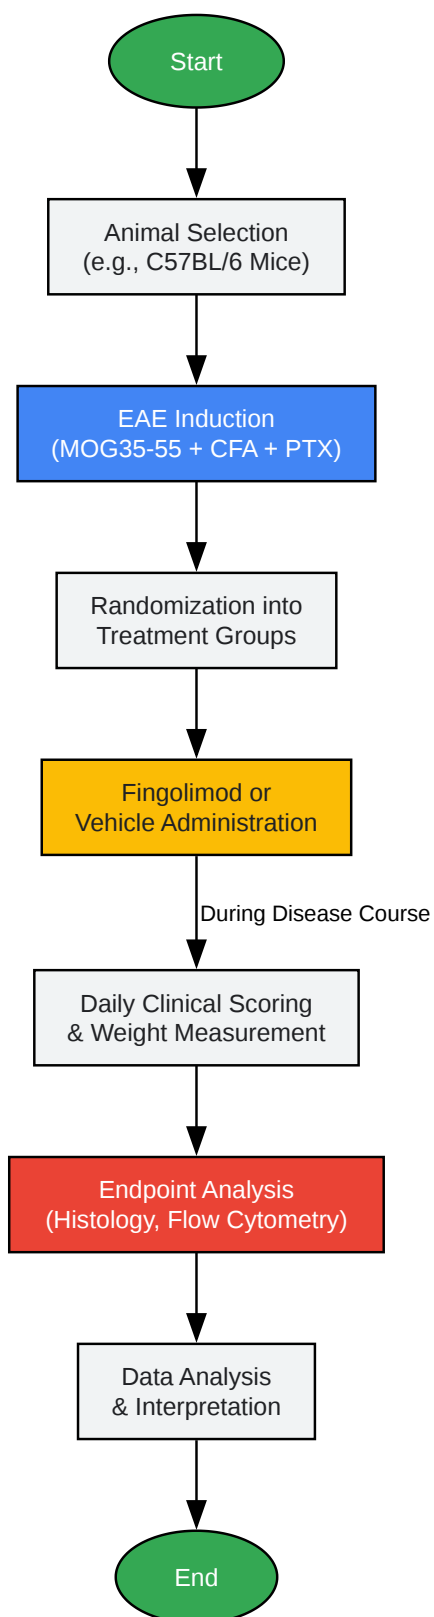 Start
Animal Selection
(e.g., C57BL/6 Mice)
EAE Induction
(MOG35-55 + CFA + PTX)
Randomization into
Treatment Groups
Fingolimod or
Vehicle Administration
During Disease Course
Daily Clinical Scoring
& Weight Measurement
Endpoint Analysis
(Histology, Flow Cytometry)
Data Analysis
& Interpretation
End